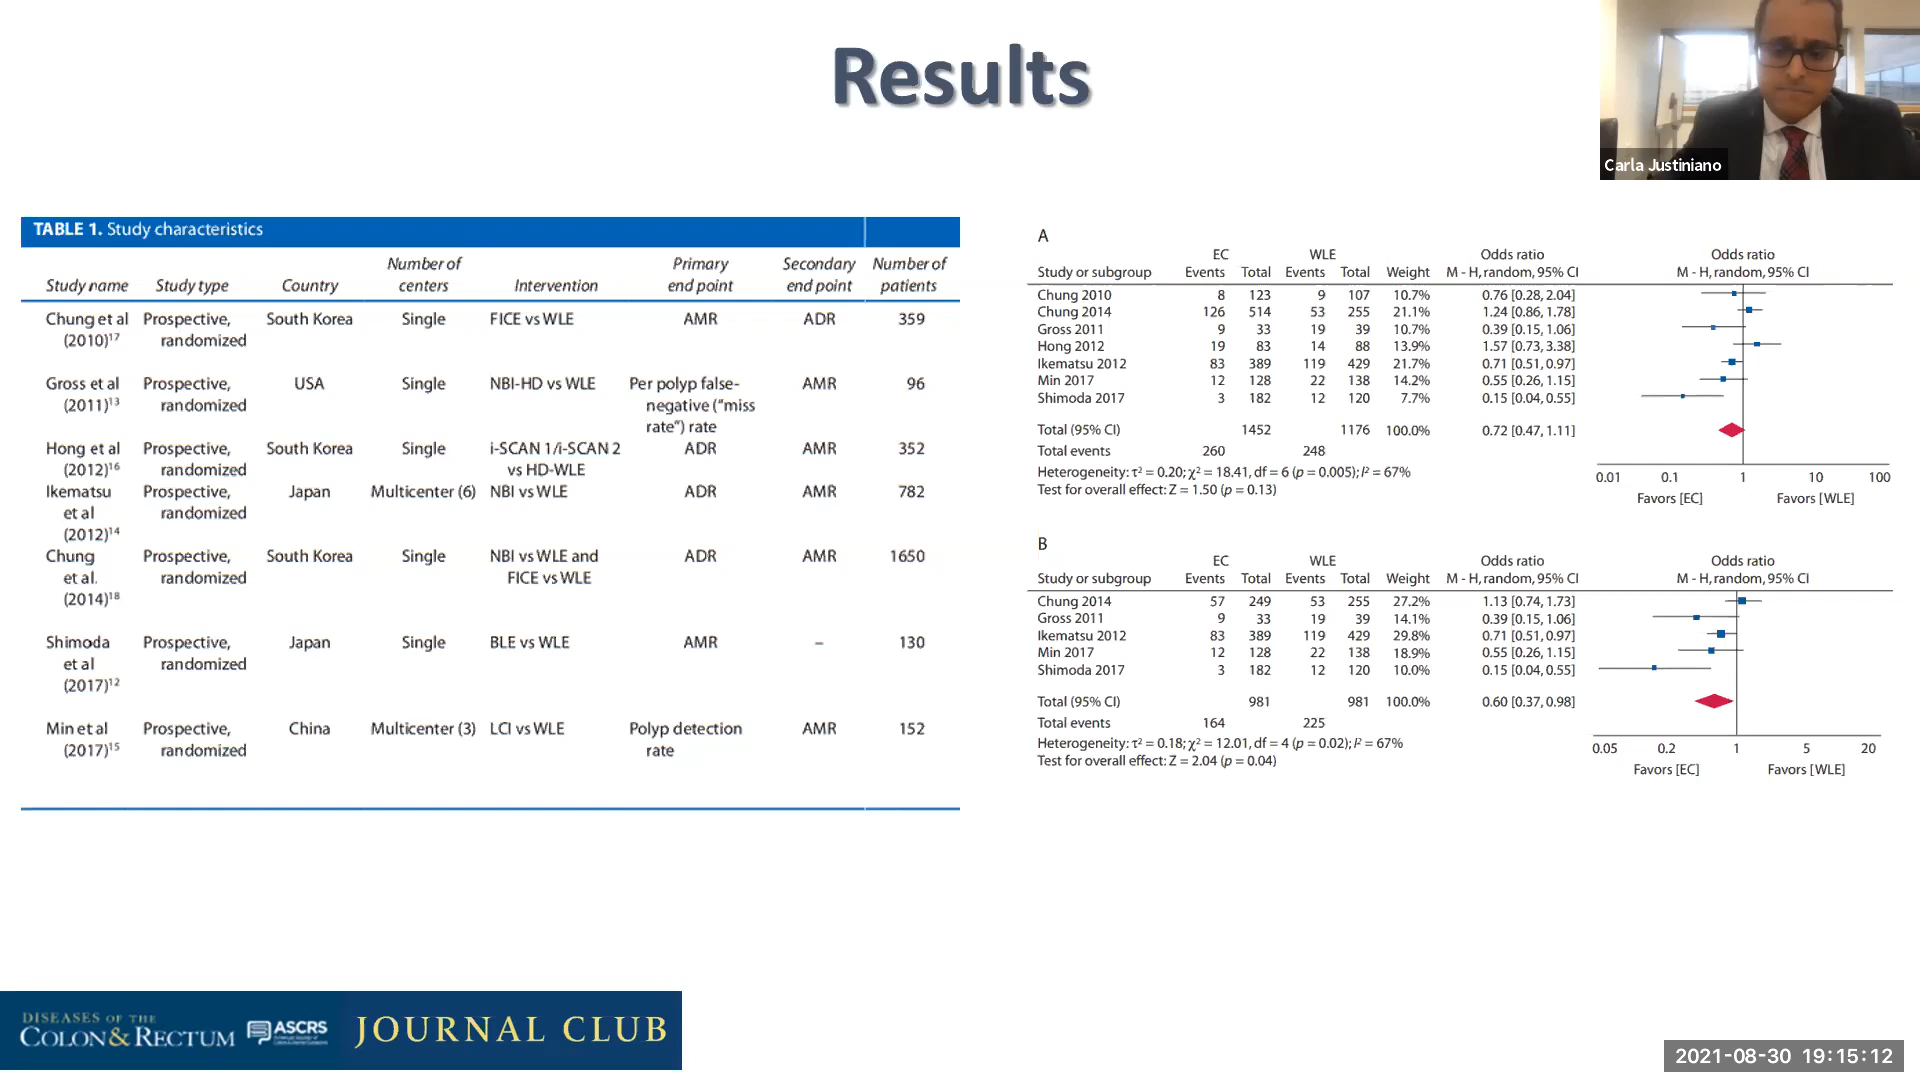 Results
Carla Justiniano
TABLE 1. Study characteristics
Study name Study type Country Number of centers Intervention Primary end point Secondary end point Number of patients
Chung et al (2010)17 Prospective, randomized South Korea Single FICE vs WLE AMR ADR 359
Gross et al (2011)13 Prospective, randomized USA Single NBI-HD vs WLE Per polyp false-negative ("miss rate") rate AMR 96
Hong et al (2012)16 Prospective, randomized South Korea Single i-SCAN 1/i-SCAN 2 vs HD-WLE ADR AMR 352
Ikematsu et al (2012)14 Prospective, randomized Japan Multicenter (6) NBI vs WLE ADR AMR 782
Chung et al. (2014)18 Prospective, randomized South Korea Single NBI vs WLE and FICE vs WLE ADR AMR 1650
Shimoda et al (2017)12 Prospective, randomized Japan Single BLE vs WLE AMR – 130
Min et al (2017)15 Prospective, randomized China Multicenter (3) LCI vs WLE Polyp detection rate AMR 152
A
EC WLE Odds ratio Odds ratio
Study or subgroup Events Total Events Total Weight M - H, random, 95% CI M - H, random, 95% CI
Chung 2010 8 123 9 107 10.7% 0.76 [0.28, 2.04]
Chung 2014 126 514 53 255 21.1% 1.24 [0.86, 1.78]
Gross 2011 9 33 19 39 10.7% 0.39 [0.15, 1.06]
Hong 2012 19 83 14 88 13.9% 1.57 [0.73, 3.38]
Ikematsu 2012 83 389 119 429 21.7% 0.71 [0.51, 0.97]
Min 2017 12 128 22 138 14.2% 0.55 [0.26, 1.15]
Shimoda 2017 3 182 12 120 7.7% 0.15 [0.04, 0.55]
Total (95% CI) 1452 1176 100.0% 0.72 [0.47, 1.11]
Total events 260 248
Heterogeneity: τ² = 0.20; χ² = 18.41, df = 6 (p = 0.005); I² = 67%
Test for overall effect: Z = 1.50 (p = 0.13)
0.01 0.1 1 10 100
Favors [EC] Favors [WLE]
B
EC WLE Odds ratio Odds ratio
Study or subgroup Events Total Events Total Weight M - H, random, 95% CI M - H, random, 95% CI
Chung 2014 57 249 53 255 27.2% 1.13 [0.74, 1.73]
Gross 2011 9 33 19 39 14.1% 0.39 [0.15, 1.06]
Ikematsu 2012 83 389 119 429 29.8% 0.71 [0.51, 0.97]
Min 2017 12 128 22 138 18.9% 0.55 [0.26, 1.15]
Shimoda 2017 3 182 12 120 10.0% 0.15 [0.04, 0.55]
Total (95% CI) 981 981 100.0% 0.60 [0.37, 0.98]
Total events 164 225
Heterogeneity: τ² = 0.18; χ² = 12.01, df = 4 (p = 0.02); I² = 67%
Test for overall effect: Z = 2.04 (p = 0.04)
0.05 0.2 1 5 20
Favors [EC] Favors [WLE]
DISEASES OF THE
COLON & RECTUM ASCRS JOURNAL CLUB
2021-08-30 19:15:12